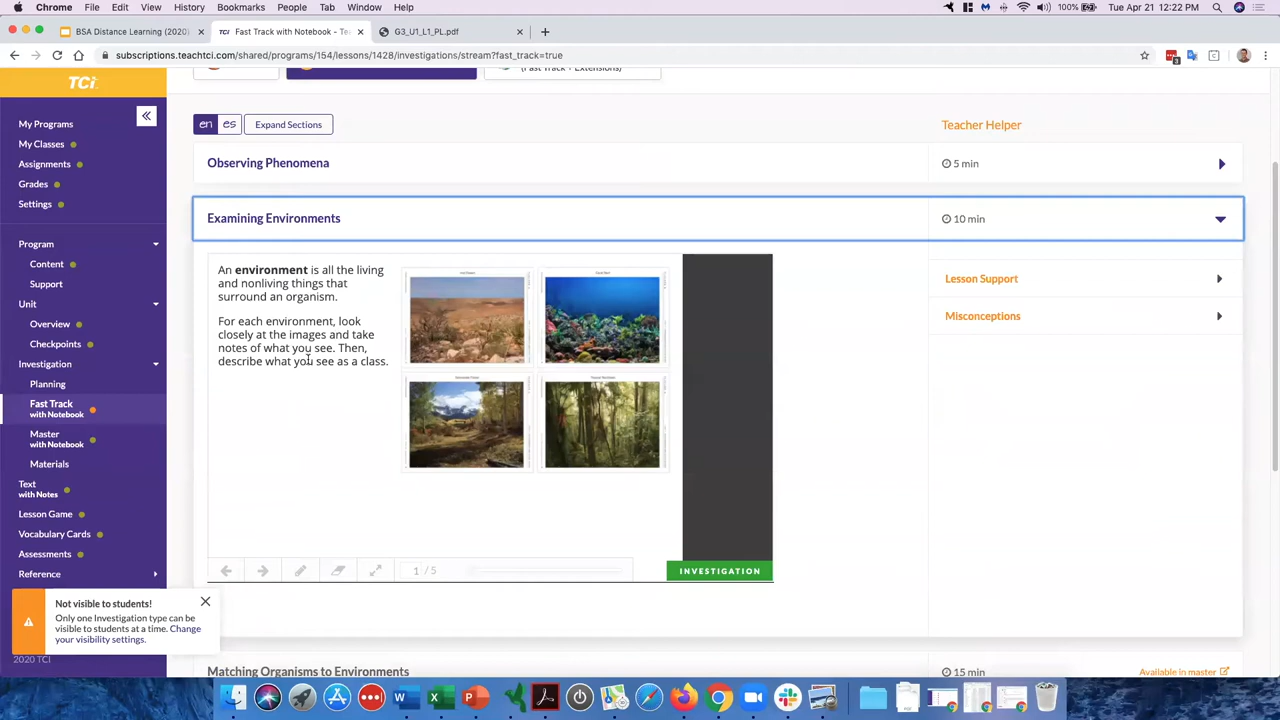 Chrome File Edit View History Bookmarks People Tab Window Help 100% Tue Apr 21 12:22 PM
BSA Distance Learning (2020) × TCi Fast Track with Notebook - Te × G3_U1_L1_PL.pdf × +
subscriptions.teachtci.com/shared/programs/154/lessons/1428/investigations/stream?fast_track=true
TCi
(Fast Track + Extensions)
My Programs
My Classes
Assignments
Grades
Settings
Program
Content
Support
Unit
Overview
Checkpoints
Investigation
Planning
Fast Track
with Notebook
Master
with Notebook
Materials
Text
with Notes
Lesson Game
Vocabulary Cards
Assessments
Reference
Not visible to students!
Only one Investigation type can be
visible to students at a time. Change
your visibility settings.
2020 TCI
en es Expand Sections
Teacher Helper
Observing Phenomena
5 min
Examining Environments
10 min
An environment is all the living
and nonliving things that
surround an organism.
For each environment, look
closely at the images and take
notes of what you see. Then,
describe what you see as a class.
Lesson Support
Misconceptions
1 / 5
INVESTIGATION
Matching Organisms to Environments
15 min
Available in master